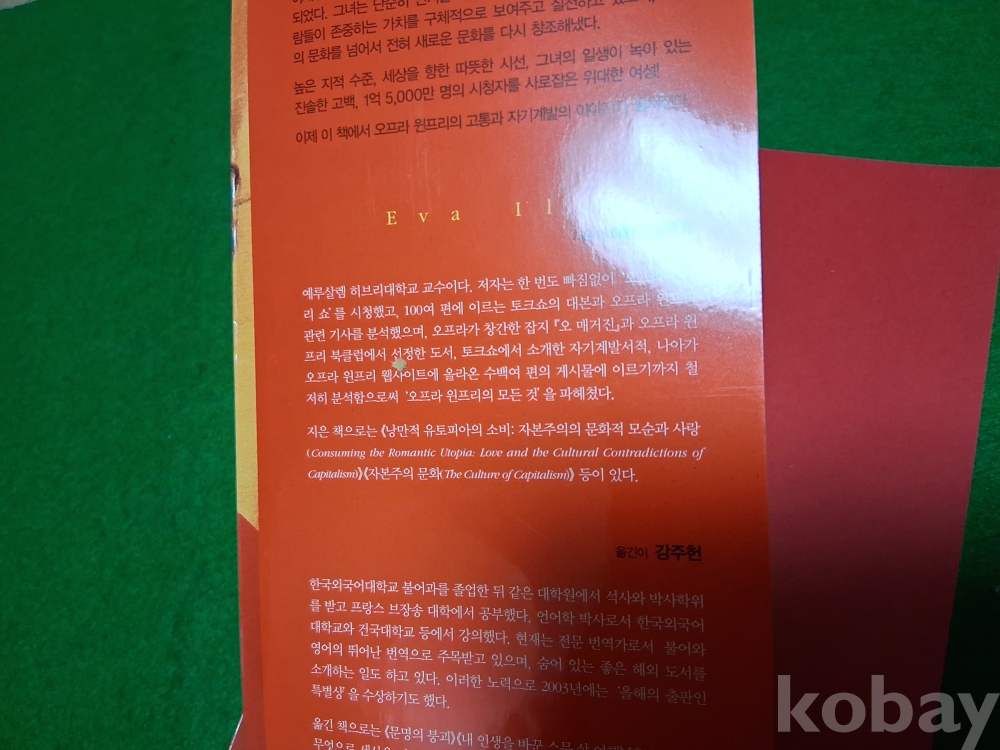 되었다. 그녀는 단순히
람들이 존중하는 가치를 구체적으로 보여주고 실천하고
의 문화를 넘어서 전혀 새로운 문화를 다시 창조해냈다.
높은 지적 수준, 세상을 향한 따뜻한 시선, 그녀의 일생이 녹아 있는
진솔한 고백, 1억 5,000만 명의 시청자를 사로잡은 위대한 여성!
이제 이 책에서 오프라 윈프리의 고통과 자기계발의
Eva
예루살렘 히브리대학교 교수이다. 저자는 한 번도 빠짐없이
리 쇼'를 시청했고, 100여 편에 이르는 토크쇼의 대본과 오프라
관련 기사를 분석했으며, 오프라가 창간한 잡지 『오 매거진』과 오프라 윈
프리 북클럽에서 선정한 도서, 토크쇼에서 소개한 자기계발서적, 나아가
오프라 윈프리 웹사이트에 올라온 수백여 편의 게시물에 이르기까지 철
저히 분석함으로써 '오프라 윈프리의 모든 것'을 파헤쳤다.
지은 책으로는 《낭만적 유토피아의 소비: 자본주의의 문화적 모순과 사랑
(Consuming the Romantic Utopia: Love and the Cultural Contradictions of
Capitalism)》《자본주의 문화(The Culture of Capitalism)》 등이 있다.
옮긴이 강주헌
한국외국어대학교 불어과를 졸업한 뒤 같은 대학원에서 석사와 박사학위
를 받고 프랑스 브장송 대학에서 공부했다. 언어학 박사로서 한국외국어
대학교와 건국대학교 등에서 강의했다. 현재는 전문 번역가로서 불어와
영어의 뛰어난 번역으로 주목받고 있으며, 숨어 있는 좋은 해외 도서를
소개하는 일도 하고 있다. 이러한 노력으로 2003년에는 '올해의 출판인
특별상'을 수상하기도 했다.
옮긴 책으로는 《문명의 붕괴》《내 인생을 바꾼
kobay